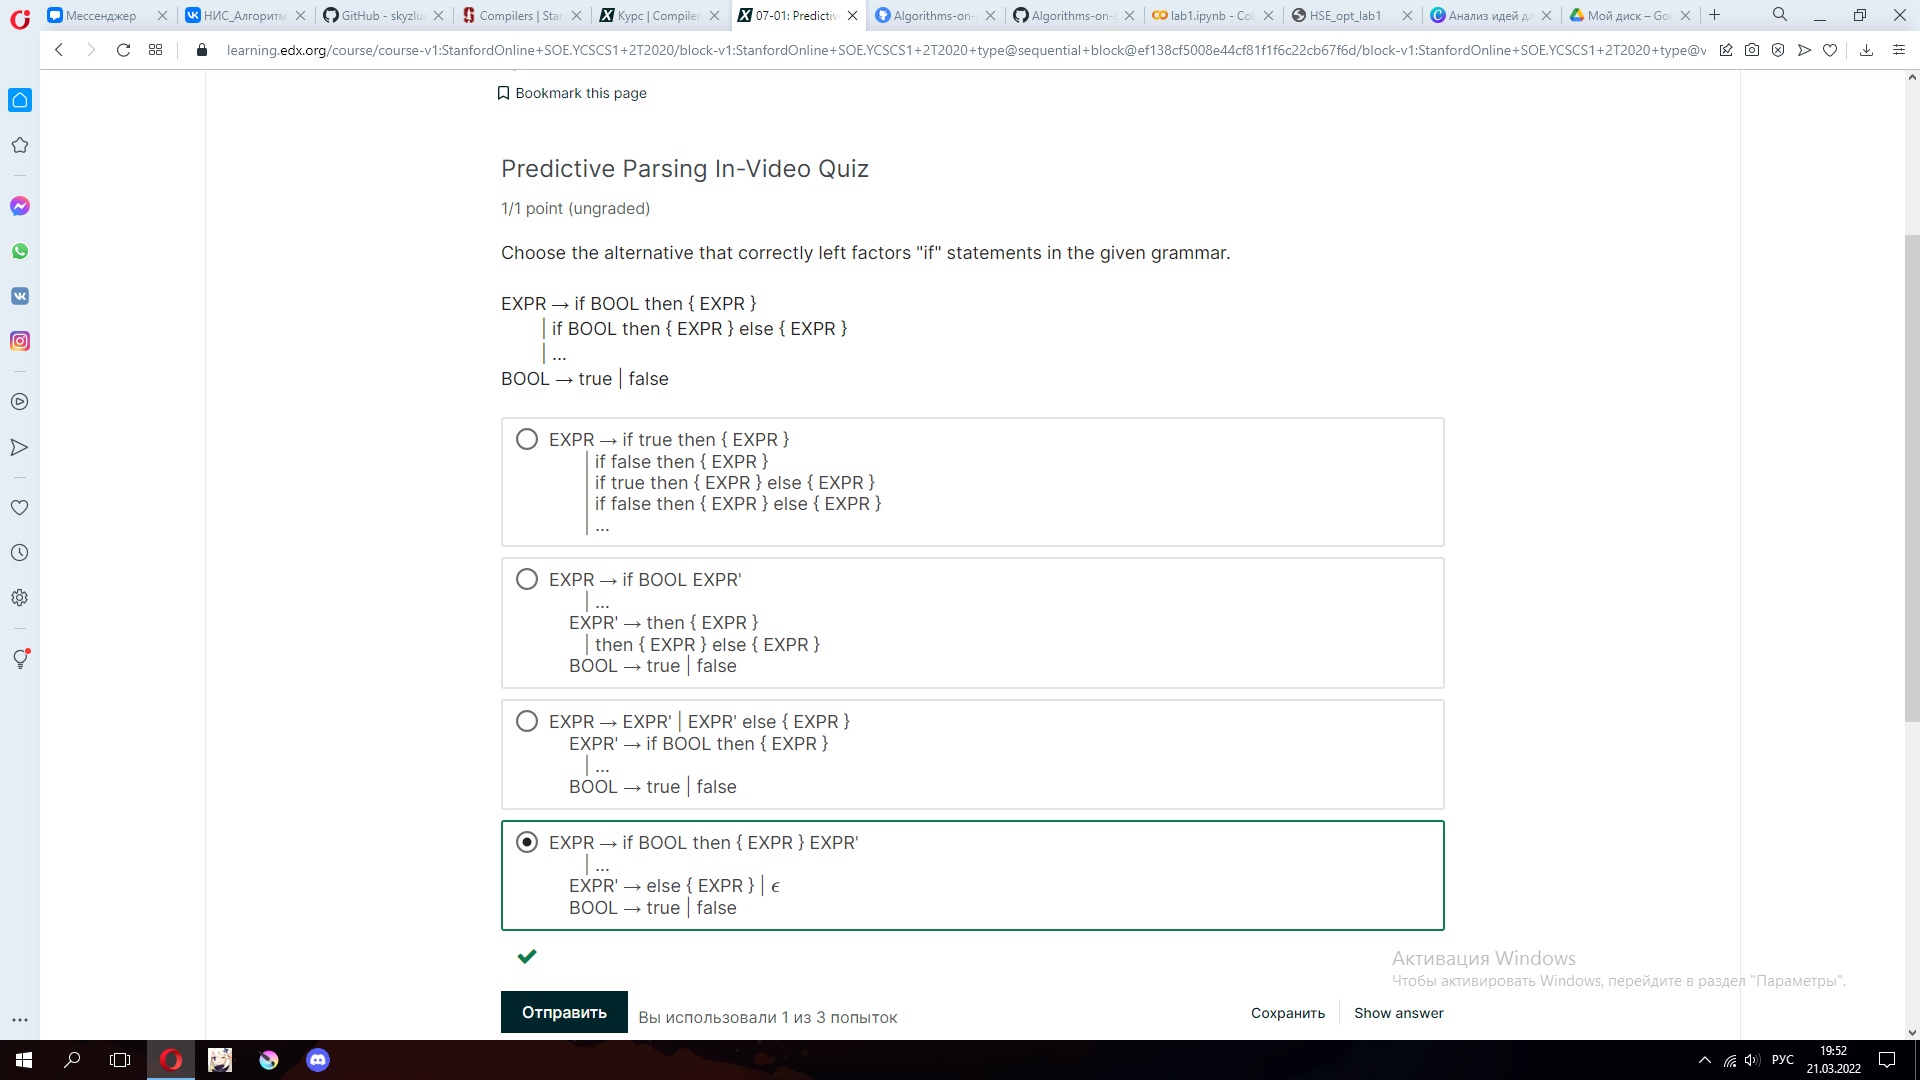 Мессенджер
НИС_Алгоритм
GitHub - skyzlu
Compilers | Star
Курс | Compiler
07-01: Predictiv
Algorithms-on-
Algorithms-on-
lab1.ipynb - Col
HSE_opt_lab1
Анализ идей дл
Мой диск – Goo
learning.edx.org/course/course-v1:StanfordOnline+SOE.YCSCS1+2T2020/block-v1:StanfordOnline+SOE.YCSCS1+2T2020+type@sequential+block@ef138cf5008e44cf81f1f6c22cb67f6d/block-v1:StanfordOnline+SOE.YCSCS1+2T2020+type@v
Bookmark this page
Predictive Parsing In-Video Quiz
1/1 point (ungraded)
Choose the alternative that correctly left factors "if" statements in the given grammar.
EXPR → if BOOL then { EXPR }
| if BOOL then { EXPR } else { EXPR }
| ...
BOOL → true | false
EXPR → if true then { EXPR }
| if false then { EXPR }
| if true then { EXPR } else { EXPR }
| if false then { EXPR } else { EXPR }
| ...
EXPR → if BOOL EXPR'
| ...
EXPR' → then { EXPR }
| then { EXPR } else { EXPR }
BOOL → true | false
EXPR → EXPR' | EXPR' else { EXPR }
EXPR' → if BOOL then { EXPR }
| ...
BOOL → true | false
EXPR → if BOOL then { EXPR } EXPR'
| ...
EXPR' → else { EXPR } | ϵ
BOOL → true | false
Активация Windows
Чтобы активировать Windows, перейдите в раздел "Параметры".
Отправить
Вы использовали 1 из 3 попыток
Сохранить
Show answer
РУС
19:52
21.03.2022